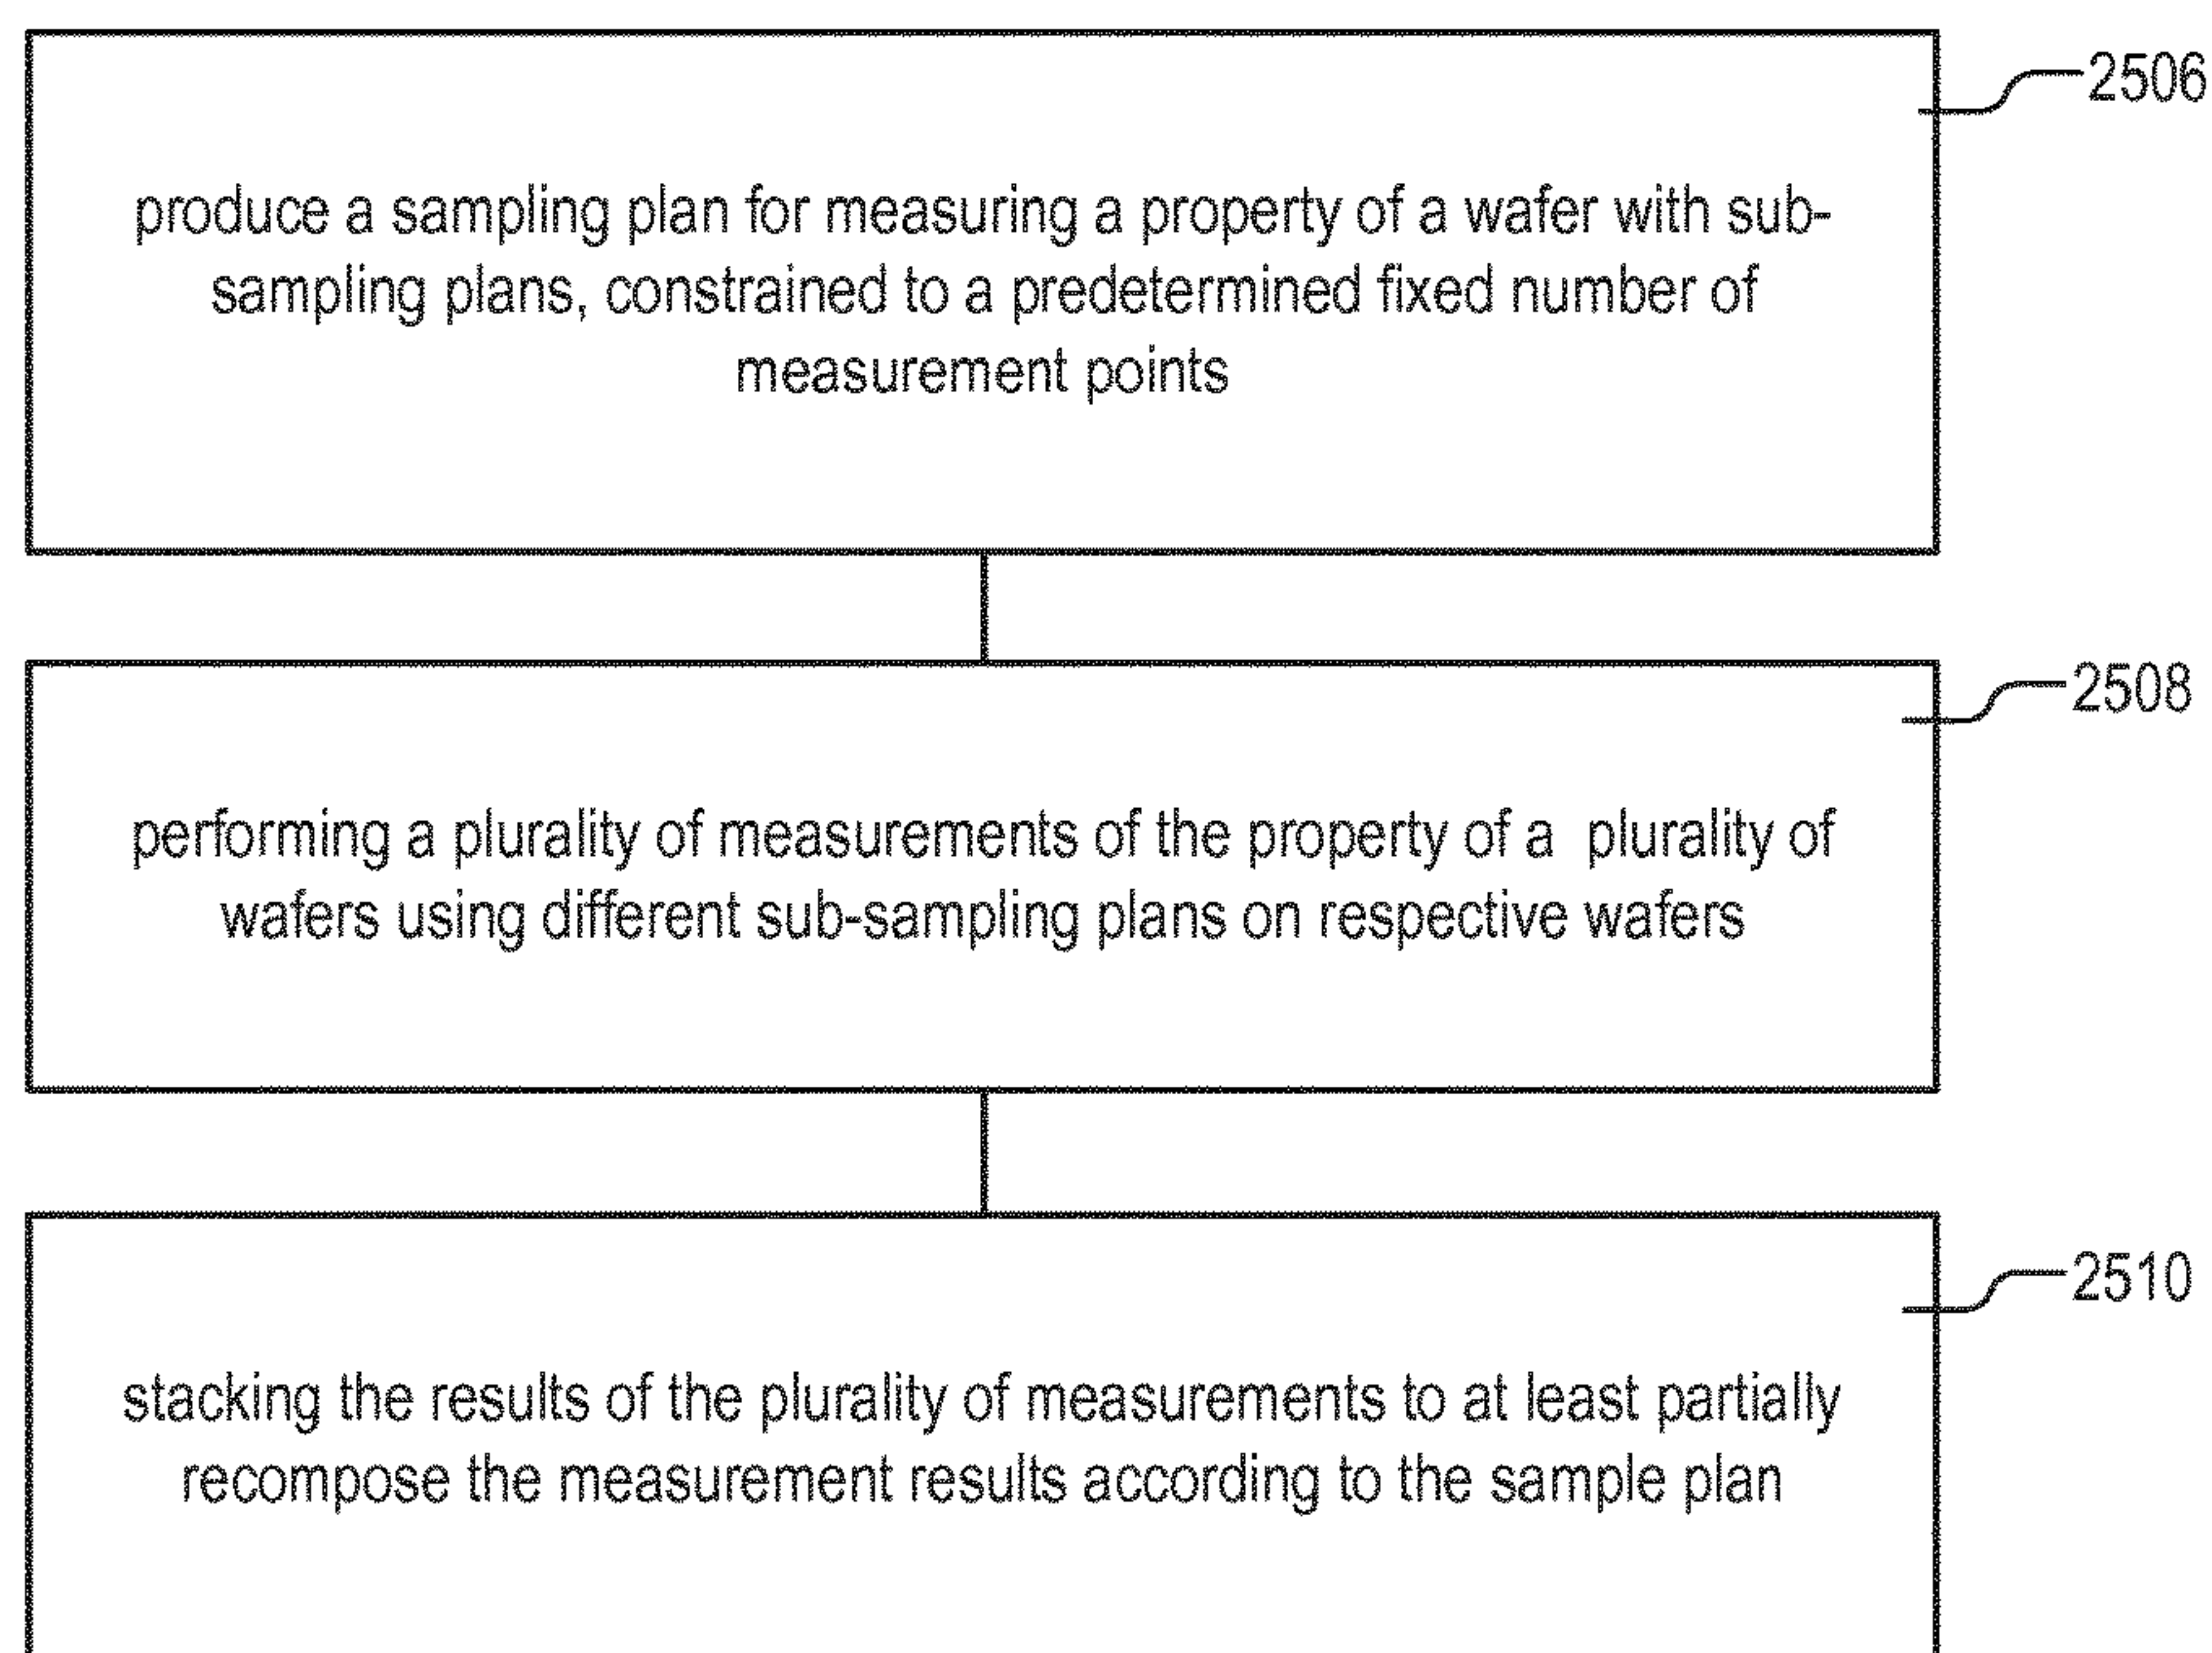 2506
produce a sampling plan for measuring a property of a wafer with sub-
sampling plans, constrained to a predetermined fixed number of
measurement points
2508
performing a plurality of measurements of the property of a plurality of
wafers using different sub-sampling plans on respective wafers
2510
stacking the results of the plurality of measurements to at least partially
recompose the measurement results according to the sample plan